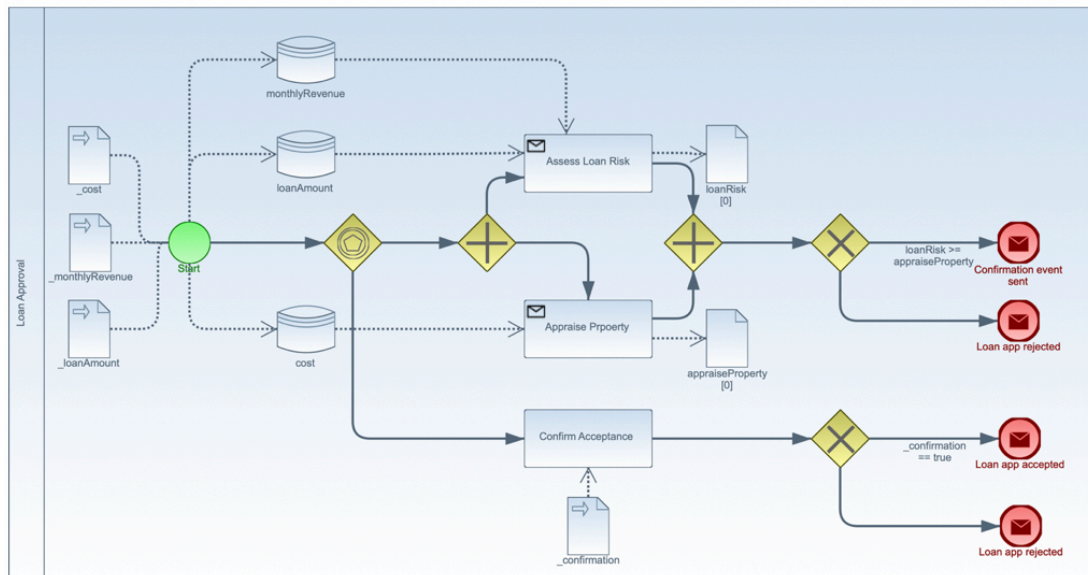 Loan Approval
monthlyRevenue
_cost
loanAmount
Assess Loan Risk
loanRisk
[0]
_monthlyRevenue
Start
loanRisk >=
appraiseProperty
Confirmation event
sent
_loanAmount
cost
Appraise Prpoerty
appraiseProperty
[0]
Loan app rejected
Confirm Acceptance
_confirmation
== true
Loan app accepted
_confirmation
Loan app rejected